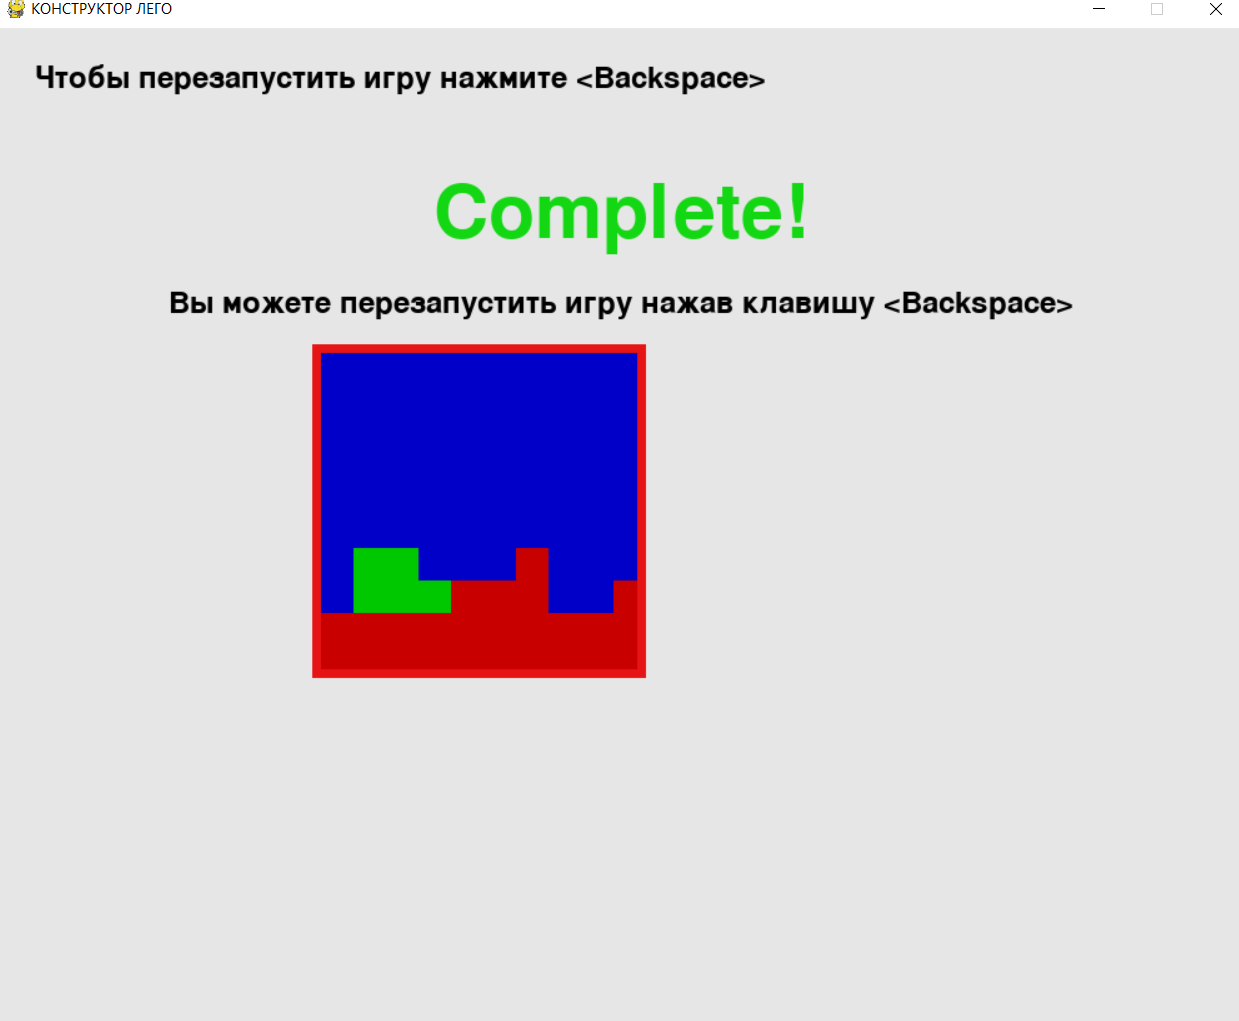 КОНСТРУКТОР ЛЕГО
Чтобы перезапустить игру нажмите <Backspace>
Complete!
Вы можете перезапустить игру нажав клавишу <Backspace>